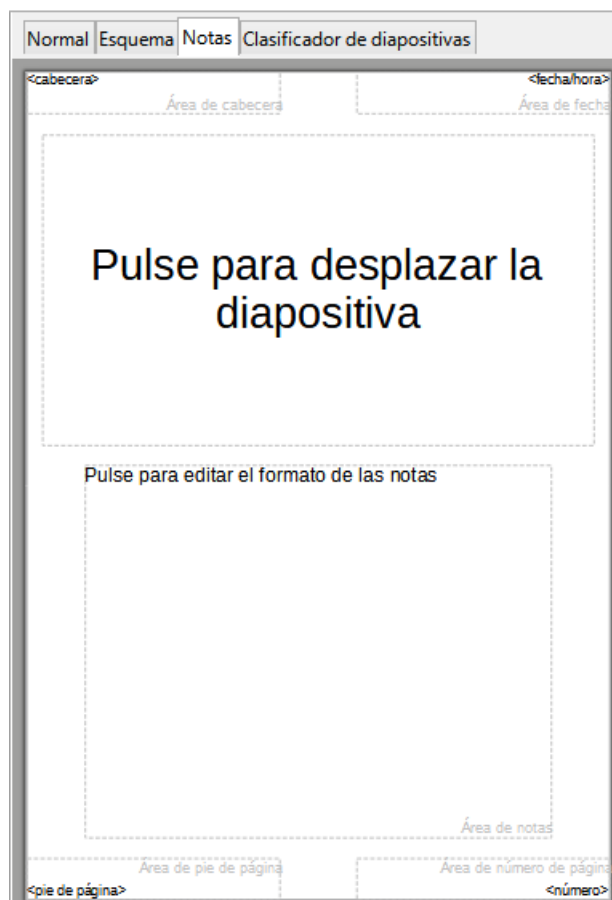 Normal Esquema Notas Clasificador de diapositivas
<cabecera> <fecha/hora>
Área de cabecera Área de fecha
Pulse para desplazar la
diapositiva
Pulse para editar el formato de las notas
Área de notas
Área de pie de página Área de número de página
<pie de página> <número>